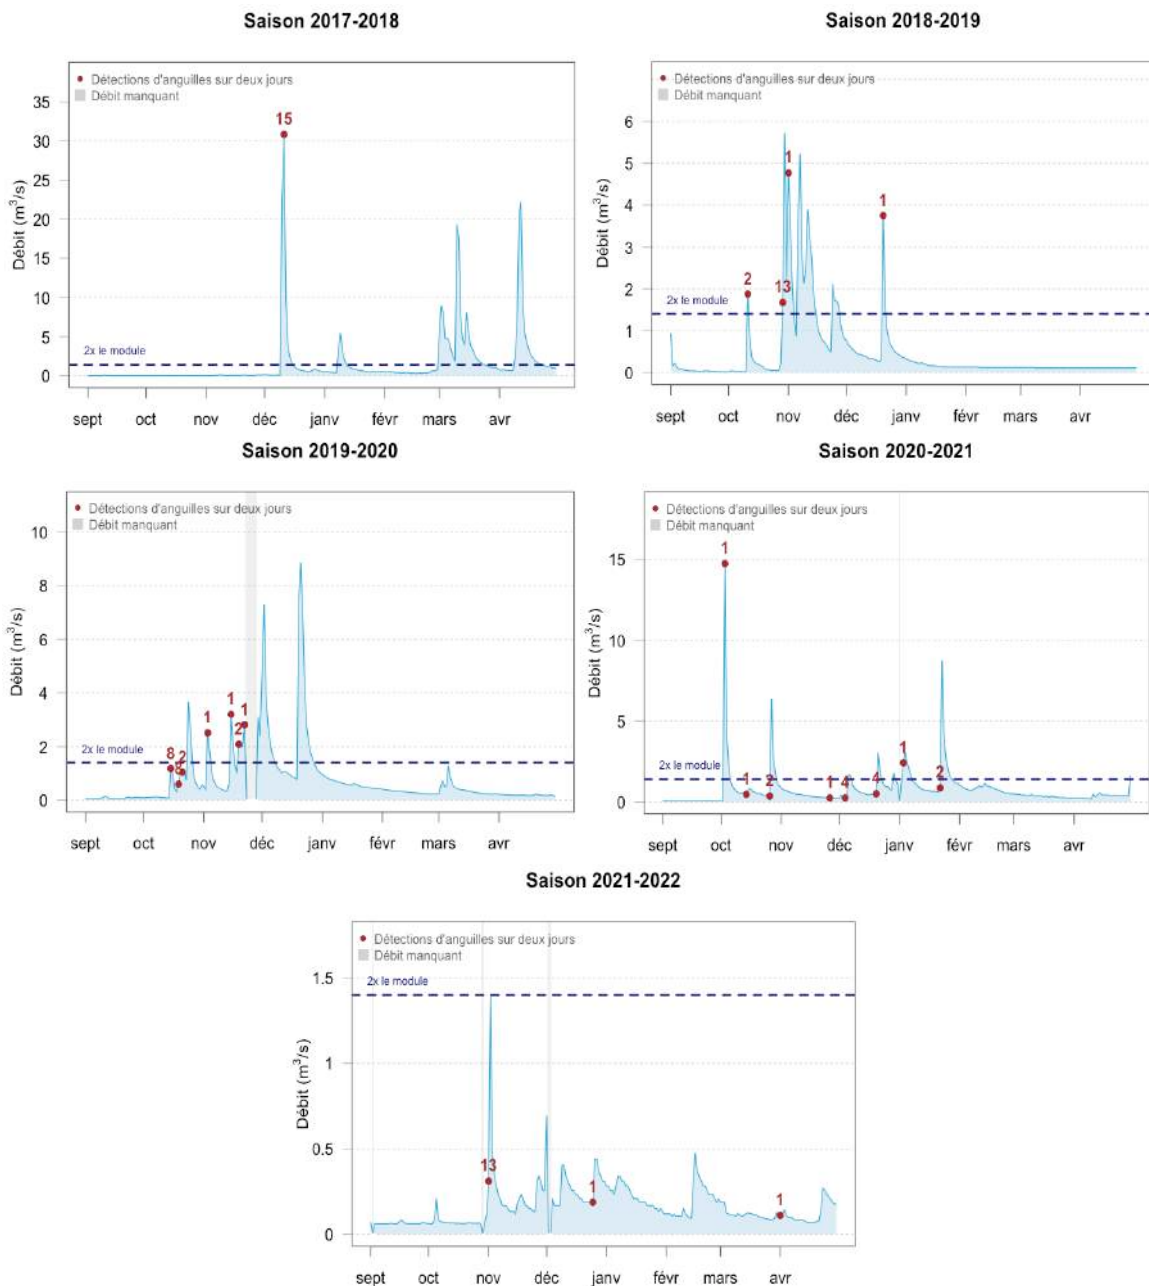 Saison 2017-2018
Détections d'anguilles sur deux jours
Débit manquant
Débit (m³/s)
35
30
25
20
15
10
5
0
15
2x le module
sept oct nov déc janv févr mars avr
Saison 2018-2019
Détections d'anguilles sur deux jours
Débit manquant
Débit (m³/s)
6
5
4
3
2
1
0
1
1
2
13
2x le module
sept oct nov déc janv févr mars avr
Saison 2019-2020
Détections d'anguilles sur deux jours
Débit manquant
Débit (m³/s)
10
8
6
4
2
0
8
2
1
1
2
1
2x le module
sept oct nov déc janv févr mars avr
Saison 2020-2021
Détections d'anguilles sur deux jours
Débit manquant
Débit (m³/s)
15
10
5
0
1
1
2
1
4
4
1
2
2x le module
sept oct nov déc janv févr mars avr
Saison 2021-2022
Détections d'anguilles sur deux jours
Débit manquant
2x le module
Débit (m³/s)
1.5
1
0.5
0
13
1
1
sept oct nov déc janv févr mars avr